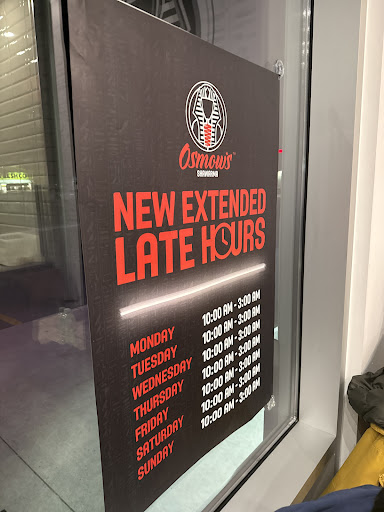 Osmow's
SHAWARMA
NEW EXTENDED
LATE HOURS
MONDAY 10:00 AM - 3:00 AM
TUESDAY 10:00 AM - 3:00 AM
WEDNESDAY 10:00 AM - 3:00 AM
THURSDAY 10:00 AM - 3:00 AM
FRIDAY 10:00 AM - 3:00 AM
SATURDAY 10:00 AM - 3:00 AM
SUNDAY 10:00 AM - 3:00 AM